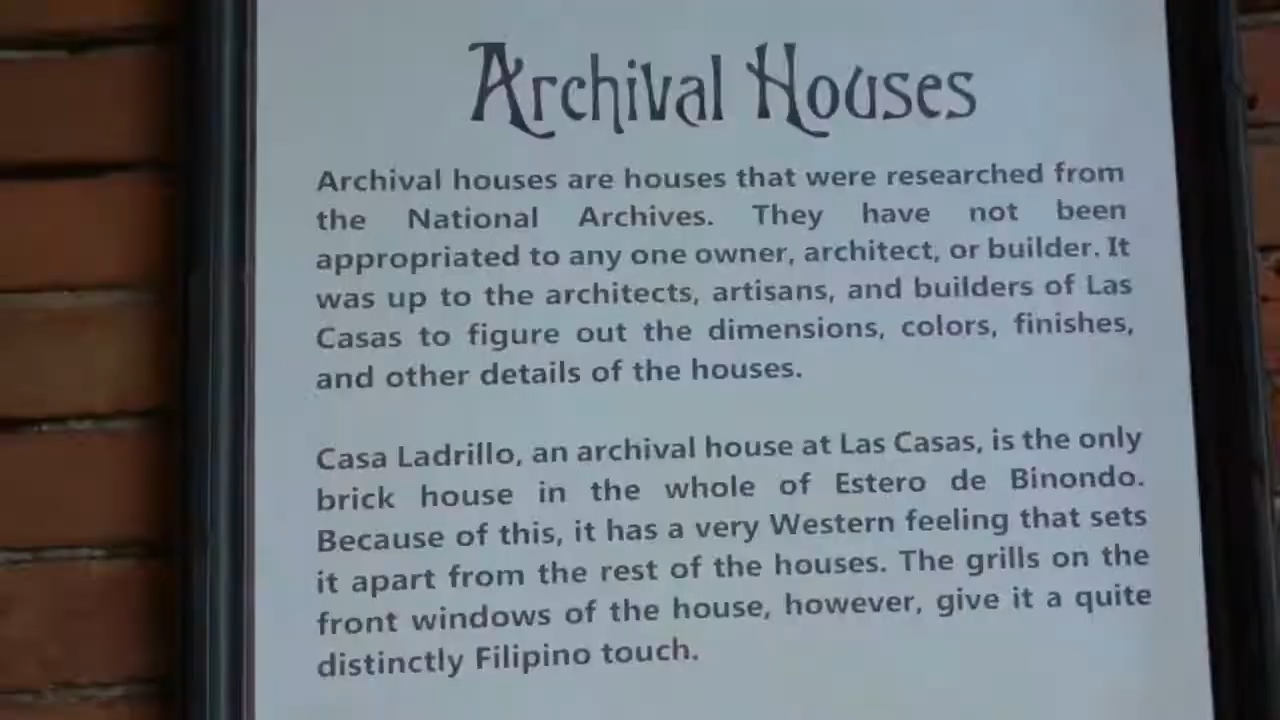 Archival Houses
Archival houses are houses that were researched from
the National Archives. They have not been
appropriated to any one owner, architect, or builder. It
was up to the architects, artisans, and builders of Las
Casas to figure out the dimensions, colors, finishes,
and other details of the houses.
Casa Ladrillo, an archival house at Las Casas, is the only
brick house in the whole of Estero de Binondo.
Because of this, it has a very Western feeling that sets
it apart from the rest of the houses. The grills on the
front windows of the house, however, give it a quite
distinctly Filipino touch.